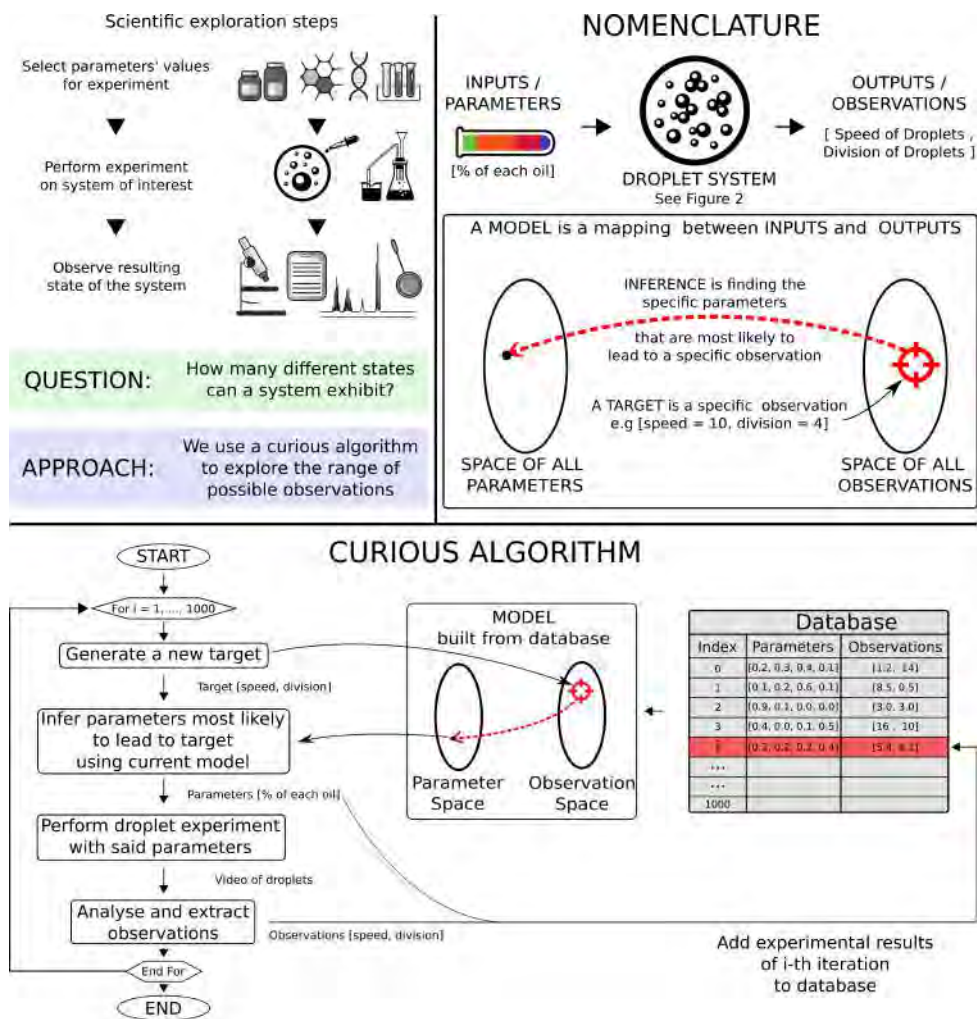 Scientific exploration steps
Select parameters' values
for experiment
Perform experiment
on system of interest
Observe resulting
state of the system
QUESTION:
How many different states
can a system exhibit?
APPROACH:
We use a curious algorithm
to explore the range of
possible observations
NOMENCLATURE
INPUTS /
PARAMETERS
[% of each oil]
DROPLET SYSTEM
See Figure 2
OUTPUTS /
OBSERVATIONS
[ Speed of Droplets ,
Division of Droplets ]
A MODEL is a mapping between INPUTS and OUTPUTS
INFERENCE is finding the
specific parameters
that are most likely to
lead to a specific observation
A TARGET is a specific observation
e.g [speed = 10, division = 4]
SPACE OF ALL
PARAMETERS
SPACE OF ALL
OBSERVATIONS
CURIOUS ALGORITHM
START
For i = 1, ..., 1000
Generate a new target
Target [speed, division]
Infer parameters most likely
to lead to target
using current model
Parameters [% of each oil]
Perform droplet experiment
with said parameters
Video of droplets
Analyse and extract
observations
Observations [speed, division]
End For
END
MODEL
built from database
Parameter
Space
Observation
Space
Database
Index Parameters Observations
0 [0.2, 0.3, 0.4, 0.1] [1.2, 14]
1 [0.1, 0.2, 0.6, 0.1] [8.5, 0.5]
2 [0.9, 0.1, 0.0, 0.0] [3.0, 3.0]
3 [0.4, 0.0, 0.1, 0.5] [16 , 10]
[0.2, 0.2, 0.2, 0.4]
...
...
1000
Add experimental results
of i-th iteration
to database